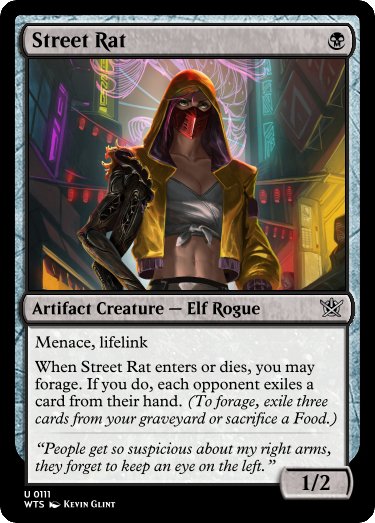 Street Rat
Artifact Creature — Elf Rogue
Menace, lifelink
When Street Rat enters or dies, you may
forage. If you do, each opponent exiles a
card from their hand. (To forage, exile three
cards from your graveyard or sacrifice a Food.)
“People get so suspicious about my right arms,
they forget to keep an eye on the left.”
1/2
U 0111
WTS Kevin Glint